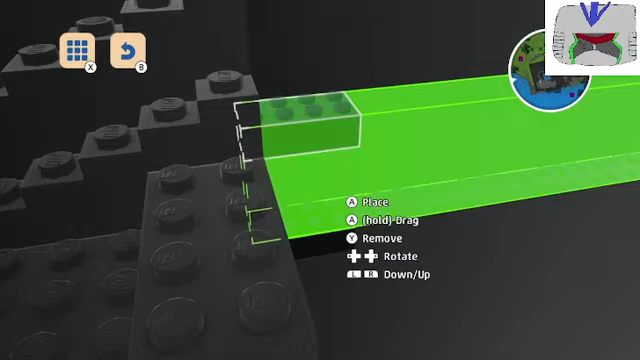 X
B
A Place
A (hold) Drag
Y Remove
Rotate
L R Down/Up